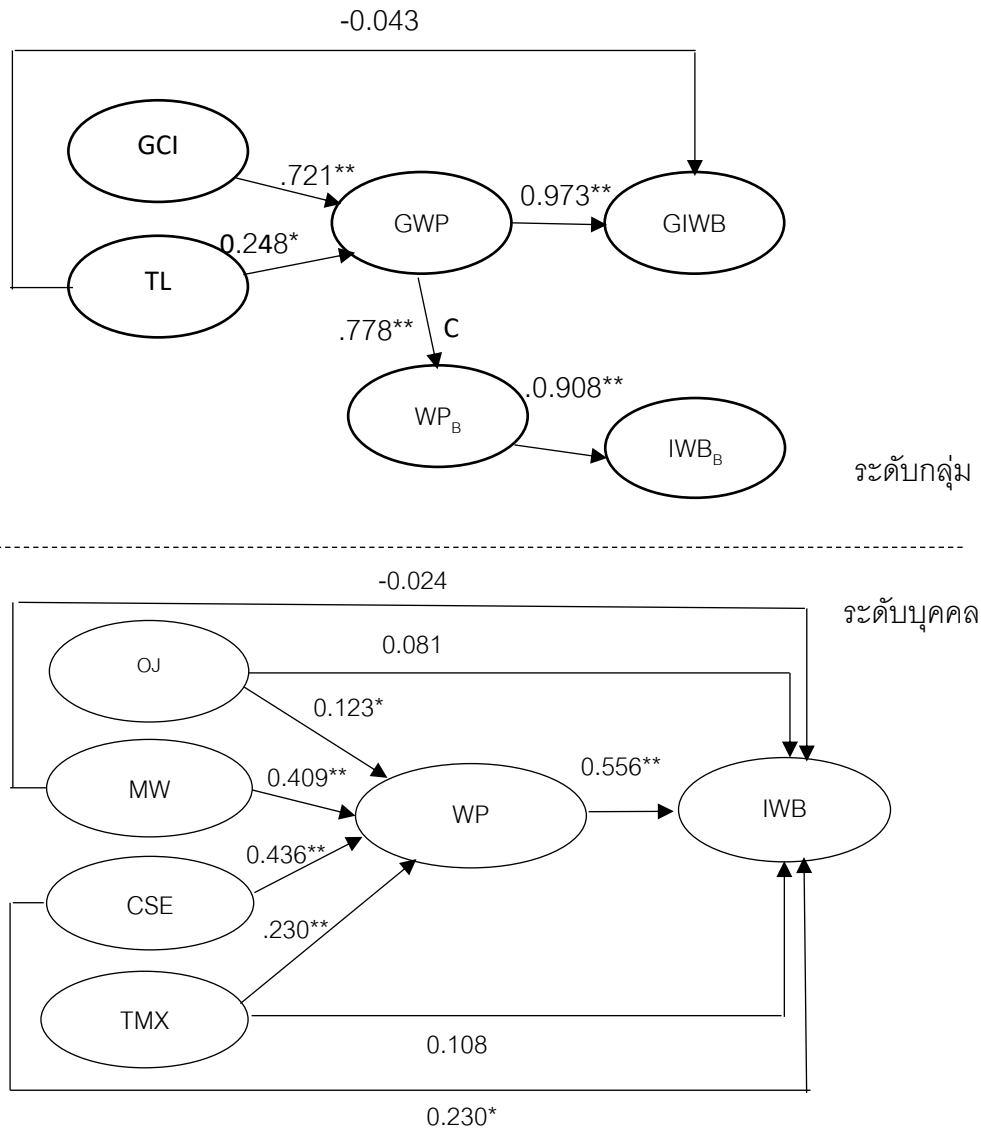 -0.043
GCI
.721**
0.973**
GWP
GIWB
0.248*
TL
.778** C
.0.908**
WP_B
IWB_B
ระดับกลุ่ม
-0.024
ระดับบุคคล
OJ
0.081
0.123*
MW
0.409**
0.556**
WP
IWB
0.436**
CSE
.230**
TMX
0.108
0.230*